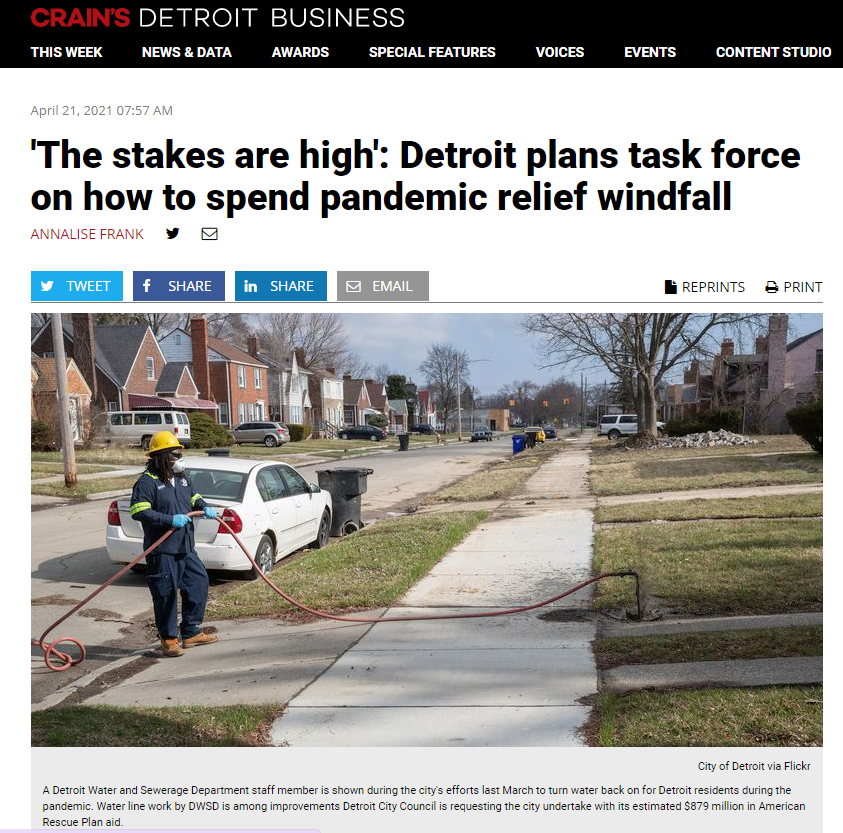 CRAIN'S DETROIT BUSINESS
THIS WEEK NEWS & DATA AWARDS SPECIAL FEATURES VOICES EVENTS CONTENT STUDIO
April 21, 2021 07:57 AM
'The stakes are high': Detroit plans task force
on how to spend pandemic relief windfall
ANNALISE FRANK
TWEET SHARE SHARE EMAIL REPRINTS PRINT
City of Detroit via Flickr
A Detroit Water and Sewerage Department staff member is shown during the city's efforts last March to turn water back on for Detroit residents during the
pandemic. Water line work by DWSD is among improvements Detroit City Council is requesting the city undertake with its estimated $879 million in American
Rescue Plan aid.